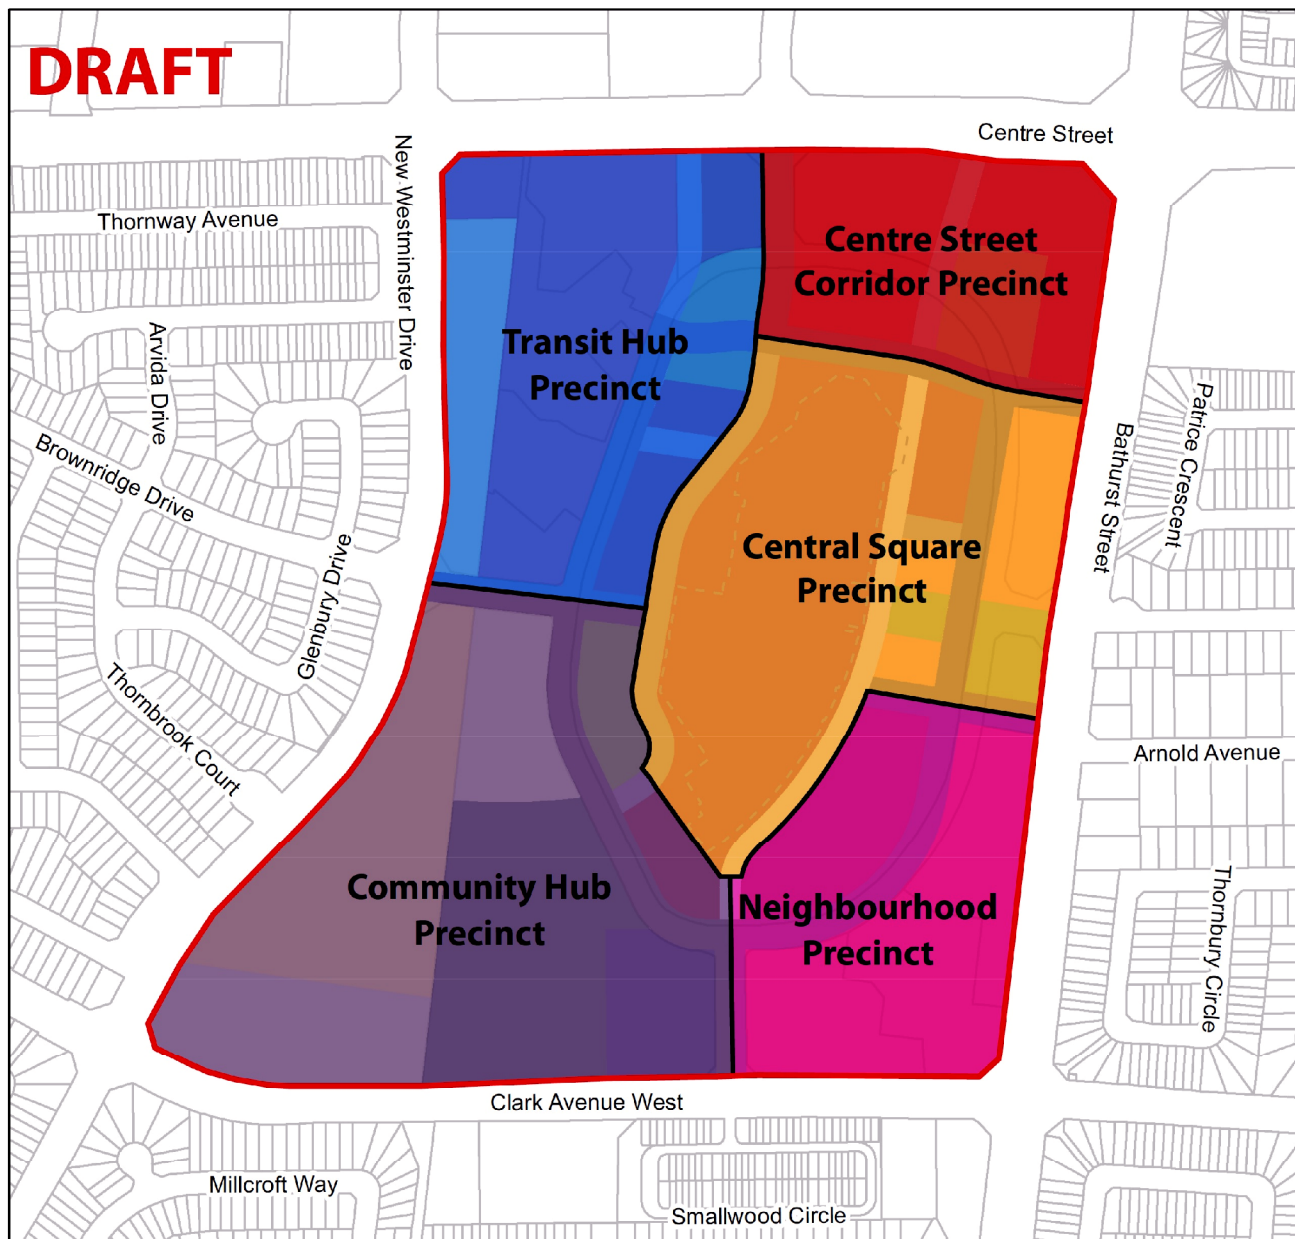 DRAFT
Centre Street
New Westminster Drive
Thornway Avenue
Centre Street
Corridor Precinct
Arvida Drive
Transit Hub
Precinct
Patrice Crescent
Bathurst Street
Brownridge Drive
Glenbury Drive
Central Square
Precinct
Thornbrook Court
Arnold Avenue
Community Hub
Precinct
Neighbourhood
Precinct
Thornbury Circle
Clark Avenue West
Millcroft Way
Smallwood Circle